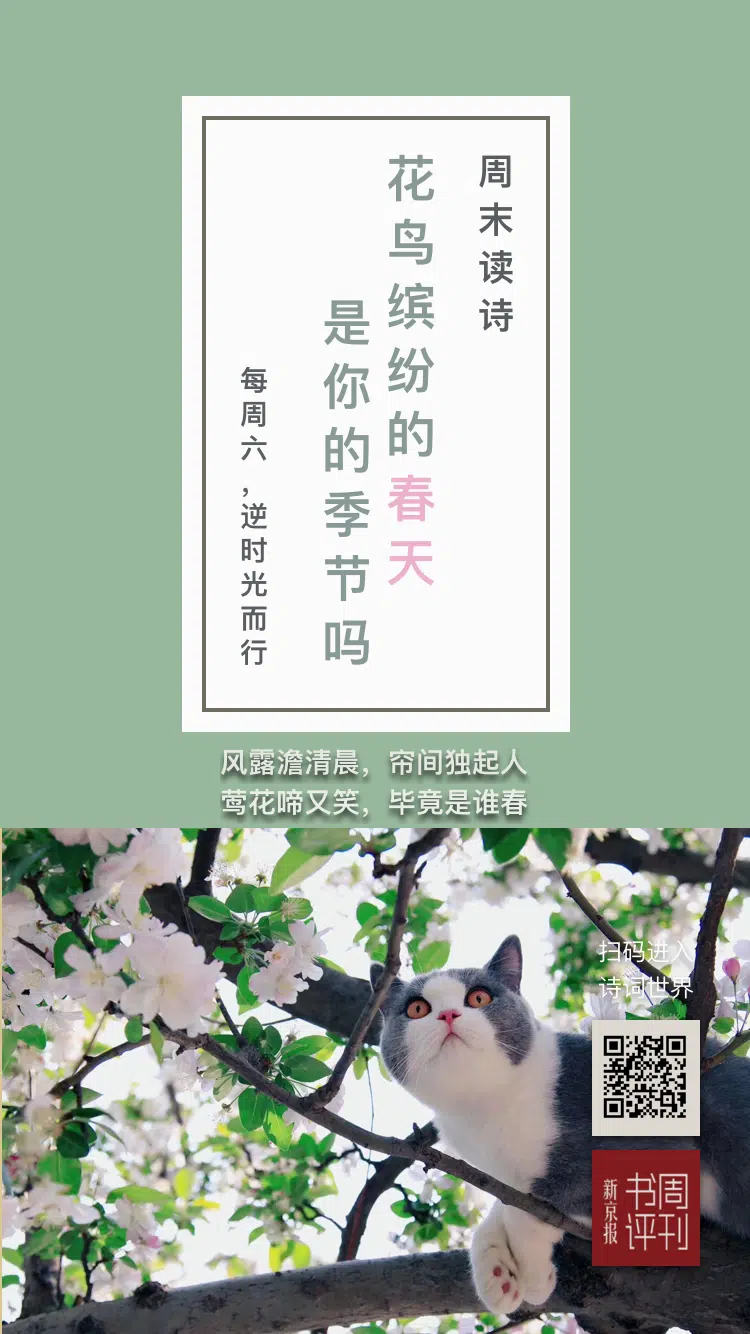 周末读诗
花鸟缤纷的春天
是你的季节吗
每周六，逆时光而行
风露澹清晨，帘间独起人
莺花啼又笑，毕竟是谁春
扫码进入
诗词世界
新京报
书评周刊